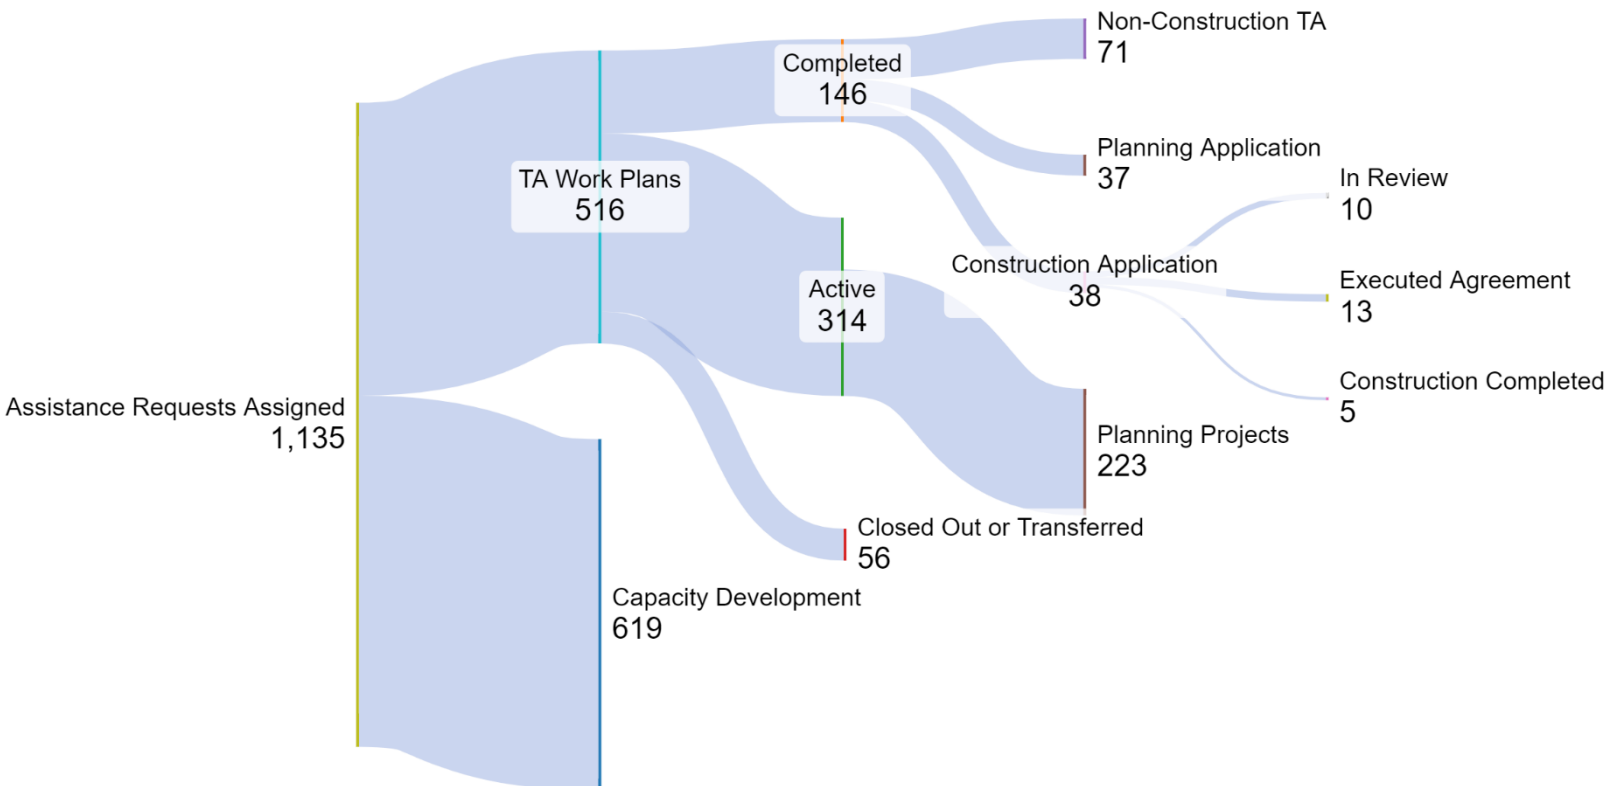 Assistance Requests Assigned
1,135
TA Work Plans
516
Capacity Development
619
Completed
146
Active
314
Closed Out or Transferred
56
Non-Construction TA
71
Planning Application
37
Construction Application
38
Planning Projects
223
In Review
10
Executed Agreement
13
Construction Completed
5